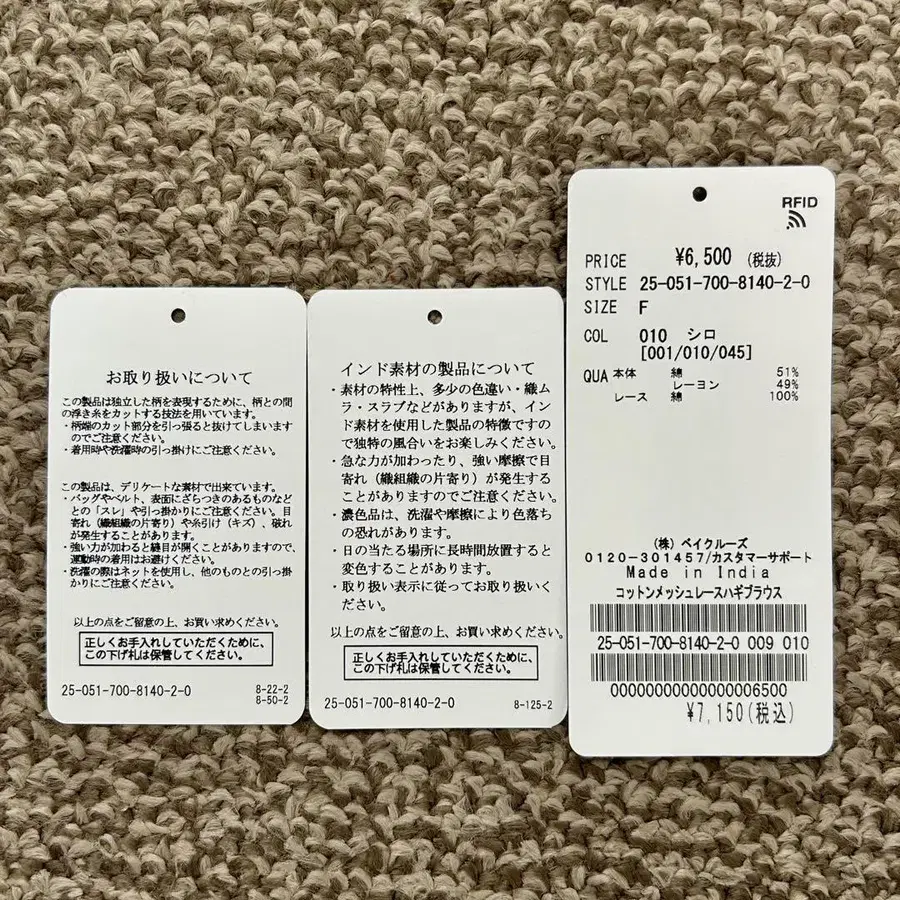 お取り扱いについて
この製品は独立した柄を表現するために、柄との間
の浮き糸をカットする技法を用いています。
・柄端のカット部分を引っ張ると抜けてしまいます
のでご注意ください。
・着用時や洗濯時の引っ掛けにご注意ください。
この製品は、デリケートな素材で出来ています。
・バッグやベルト、表面にざらつきのあるものなど
との「スレ」や引っ掛かりにご注意ください。目
寄れ（織組織の片寄り）や糸引け（キズ）、破れ
が発生することがあります。
・強い力が加わると縫目が開くことがありますので、
運動時の着用はお避けください。
・洗濯の際はネットを使用し、他のものとの引っ掛
かりにご注意ください。
以上の点をご留意の上、お買い求めください。
正しくお手入れしていただくために、
この下げ札は保管してください。
25-051-700-8140-2-0
8-22-2
8-50-2
インド素材の製品について
・素材の特性上、多少の色違い・織ム
ラ・スラブなどがありますが、イン
ド素材を使用した製品の特徴ですの
で独特の風合いをお楽しみください。
・急な力が加わったり、強い摩擦で目
寄れ（織組織の片寄り）が発生する
ことがありますのでご注意ください。
・濃色品は、洗濯や摩擦により色落ち
の恐れがあります。
・日の当たる場所に長時間放置すると
変色することがあります。
・取り扱い表示に従ってお取り扱いくだ
さい。
以上の点をご留意の上、お買い求めください。
正しくお手入れしていただくために、
この下げ札は保管してください。
25-051-700-8140-2-0
8-125-2
RFID
PRICE ¥6,500 (税抜)
STYLE 25-051-700-8140-2-0
SIZE F
COL 010 シロ
[001/010/045]
QUA 本体 綿 51%
レーヨン 49%
レース 綿 100%
(株) ベイクルーズ
0120-301457/カスタマーサポート
Made in India
コットンメッシュレースハギブラウス
25-051-700-8140-2-0 009 010
00000000000000006500
¥7,150(税込)